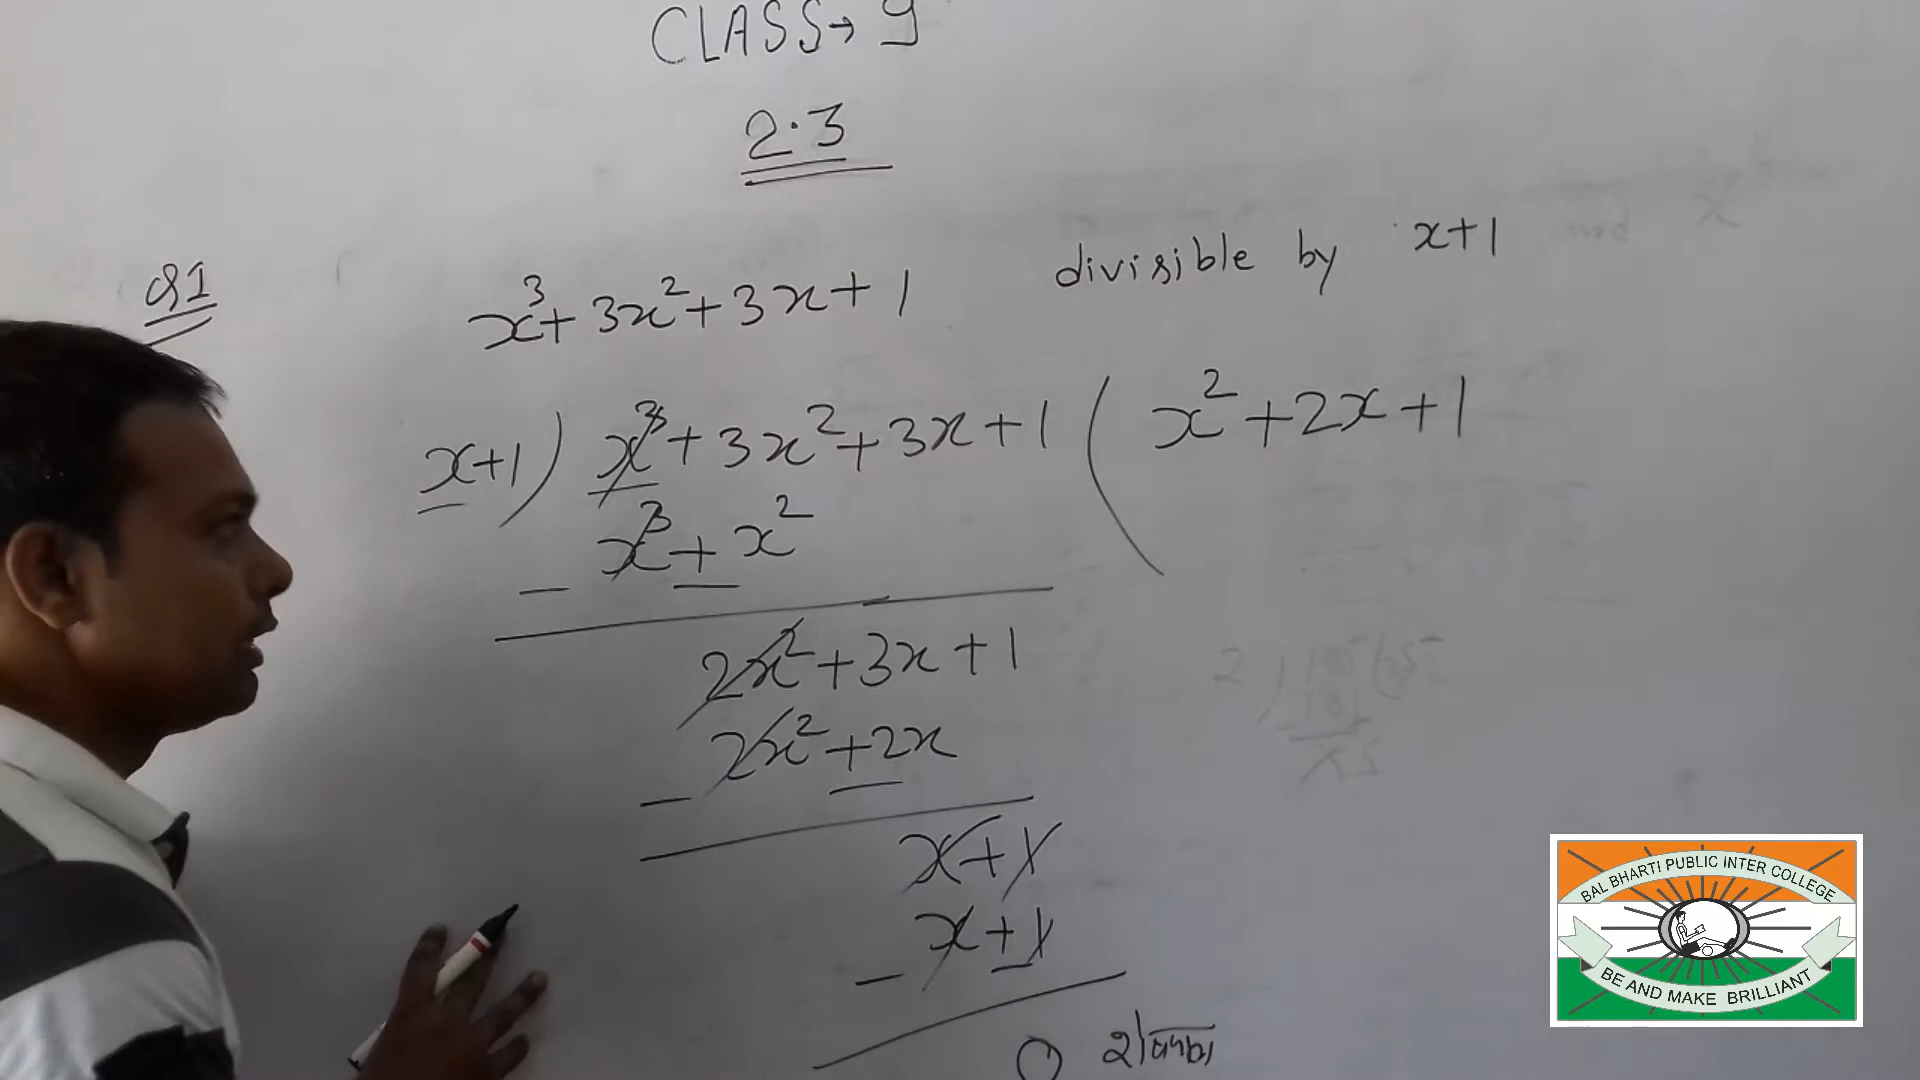 CLASS→ 9
2.3
Q1
x³+3x²+3x+1 divisible by x+1
x+1) x³+3x²+3x+1 ( x²+2x+1
x³+x²
− −
2x²+3x+1
2x²+2x
− −
x+1
x+1
− −
0
BAL BHARTI PUBLIC INTER COLLEGE
BE AND MAKE BRILLIANT